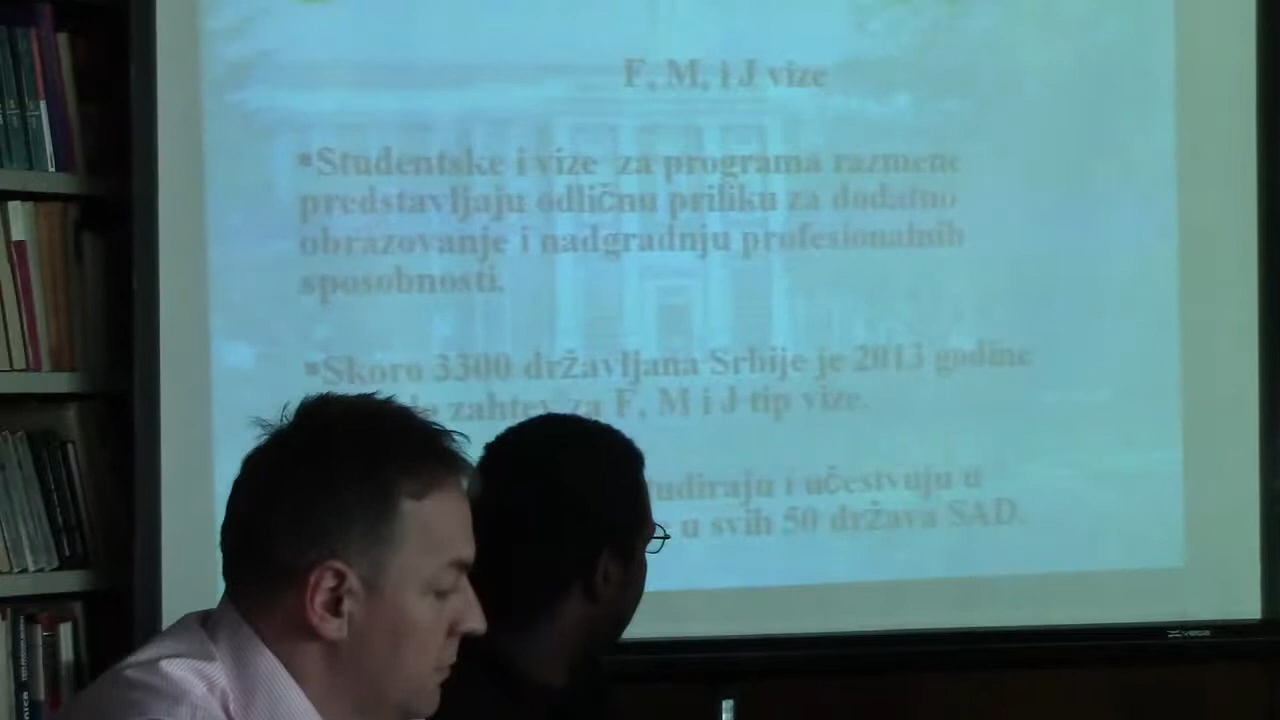 F, M, i J vize
▪Studentske i vize za programa razmene
predstavljaju odličnu priliku za dodatno
obrazovanje i nadgradnju profesionalnih
sposobnosti.
▪Skoro 3300 državljana Srbije je 2013 godine
zahtev za F, M i J tip vize.
udiraju i učestvuju u
u svih 50 država SAD.